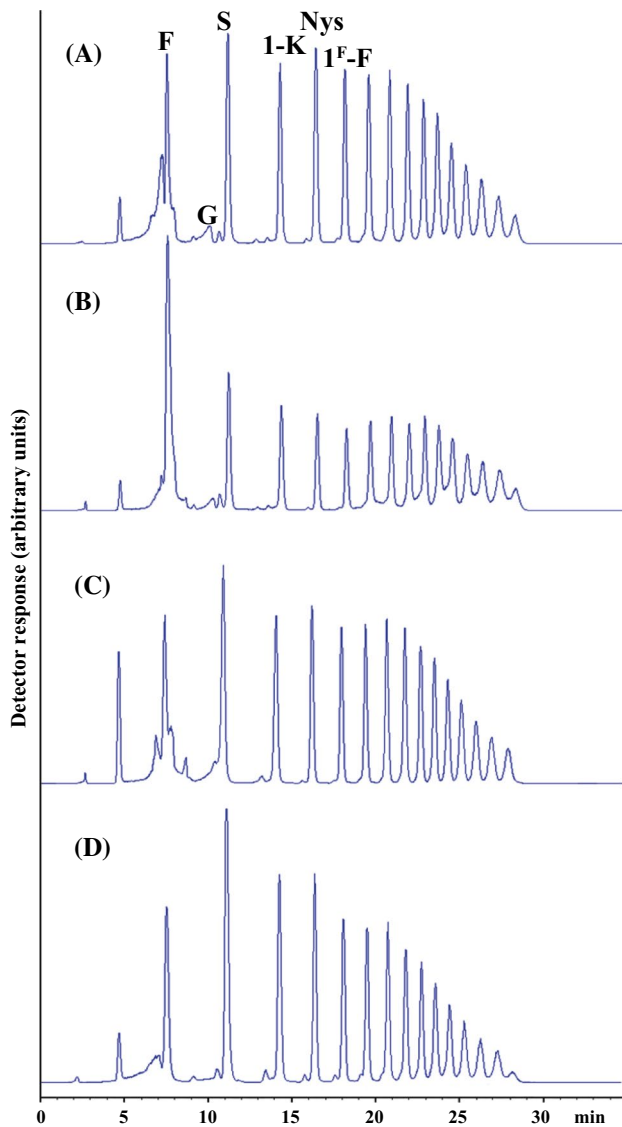 (A)
F
S
1-K
Nys
1ᶠ-F
G
(B)
(C)
(D)
Detector response (arbitrary units)
0 5 10 15 20 25 30 min